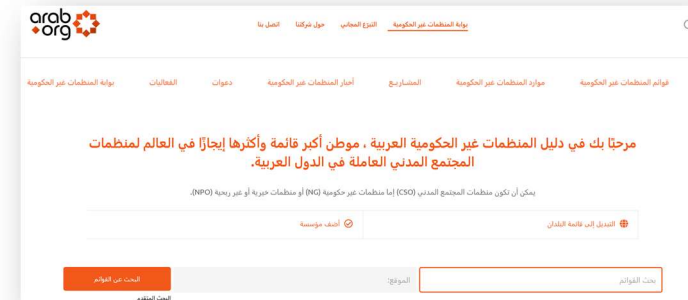 arab
org
بوابة المنظمات غير الحكومية
التبرع المجاني
حول شركتنا
اتصل بنا
قوائم المنظمات غير الحكومية
موارد المنظمات غير الحكومية
المشاريع
أخبار المنظمات غير الحكومية
دعوات
الفعاليات
بوابة المنظمات غير الحكومية
مرحبًا بك في دليل المنظمات غير الحكومية العربية ، موطن أكبر قائمة وأكثرها إيجازًا في العالم لمنظمات
المجتمع المدني العاملة في الدول العربية.
يمكن أن تكون منظمات المجتمع المدني (CSO) إما منظمات غير حكومية (NG) أو منظمات خيرية أو غير ربحية (NPO).
التبديل إلى قائمة البلدان
أضف مؤسسة
بحث القوائم
الموقع:
البحث عن القوائم
البحث المتقدم